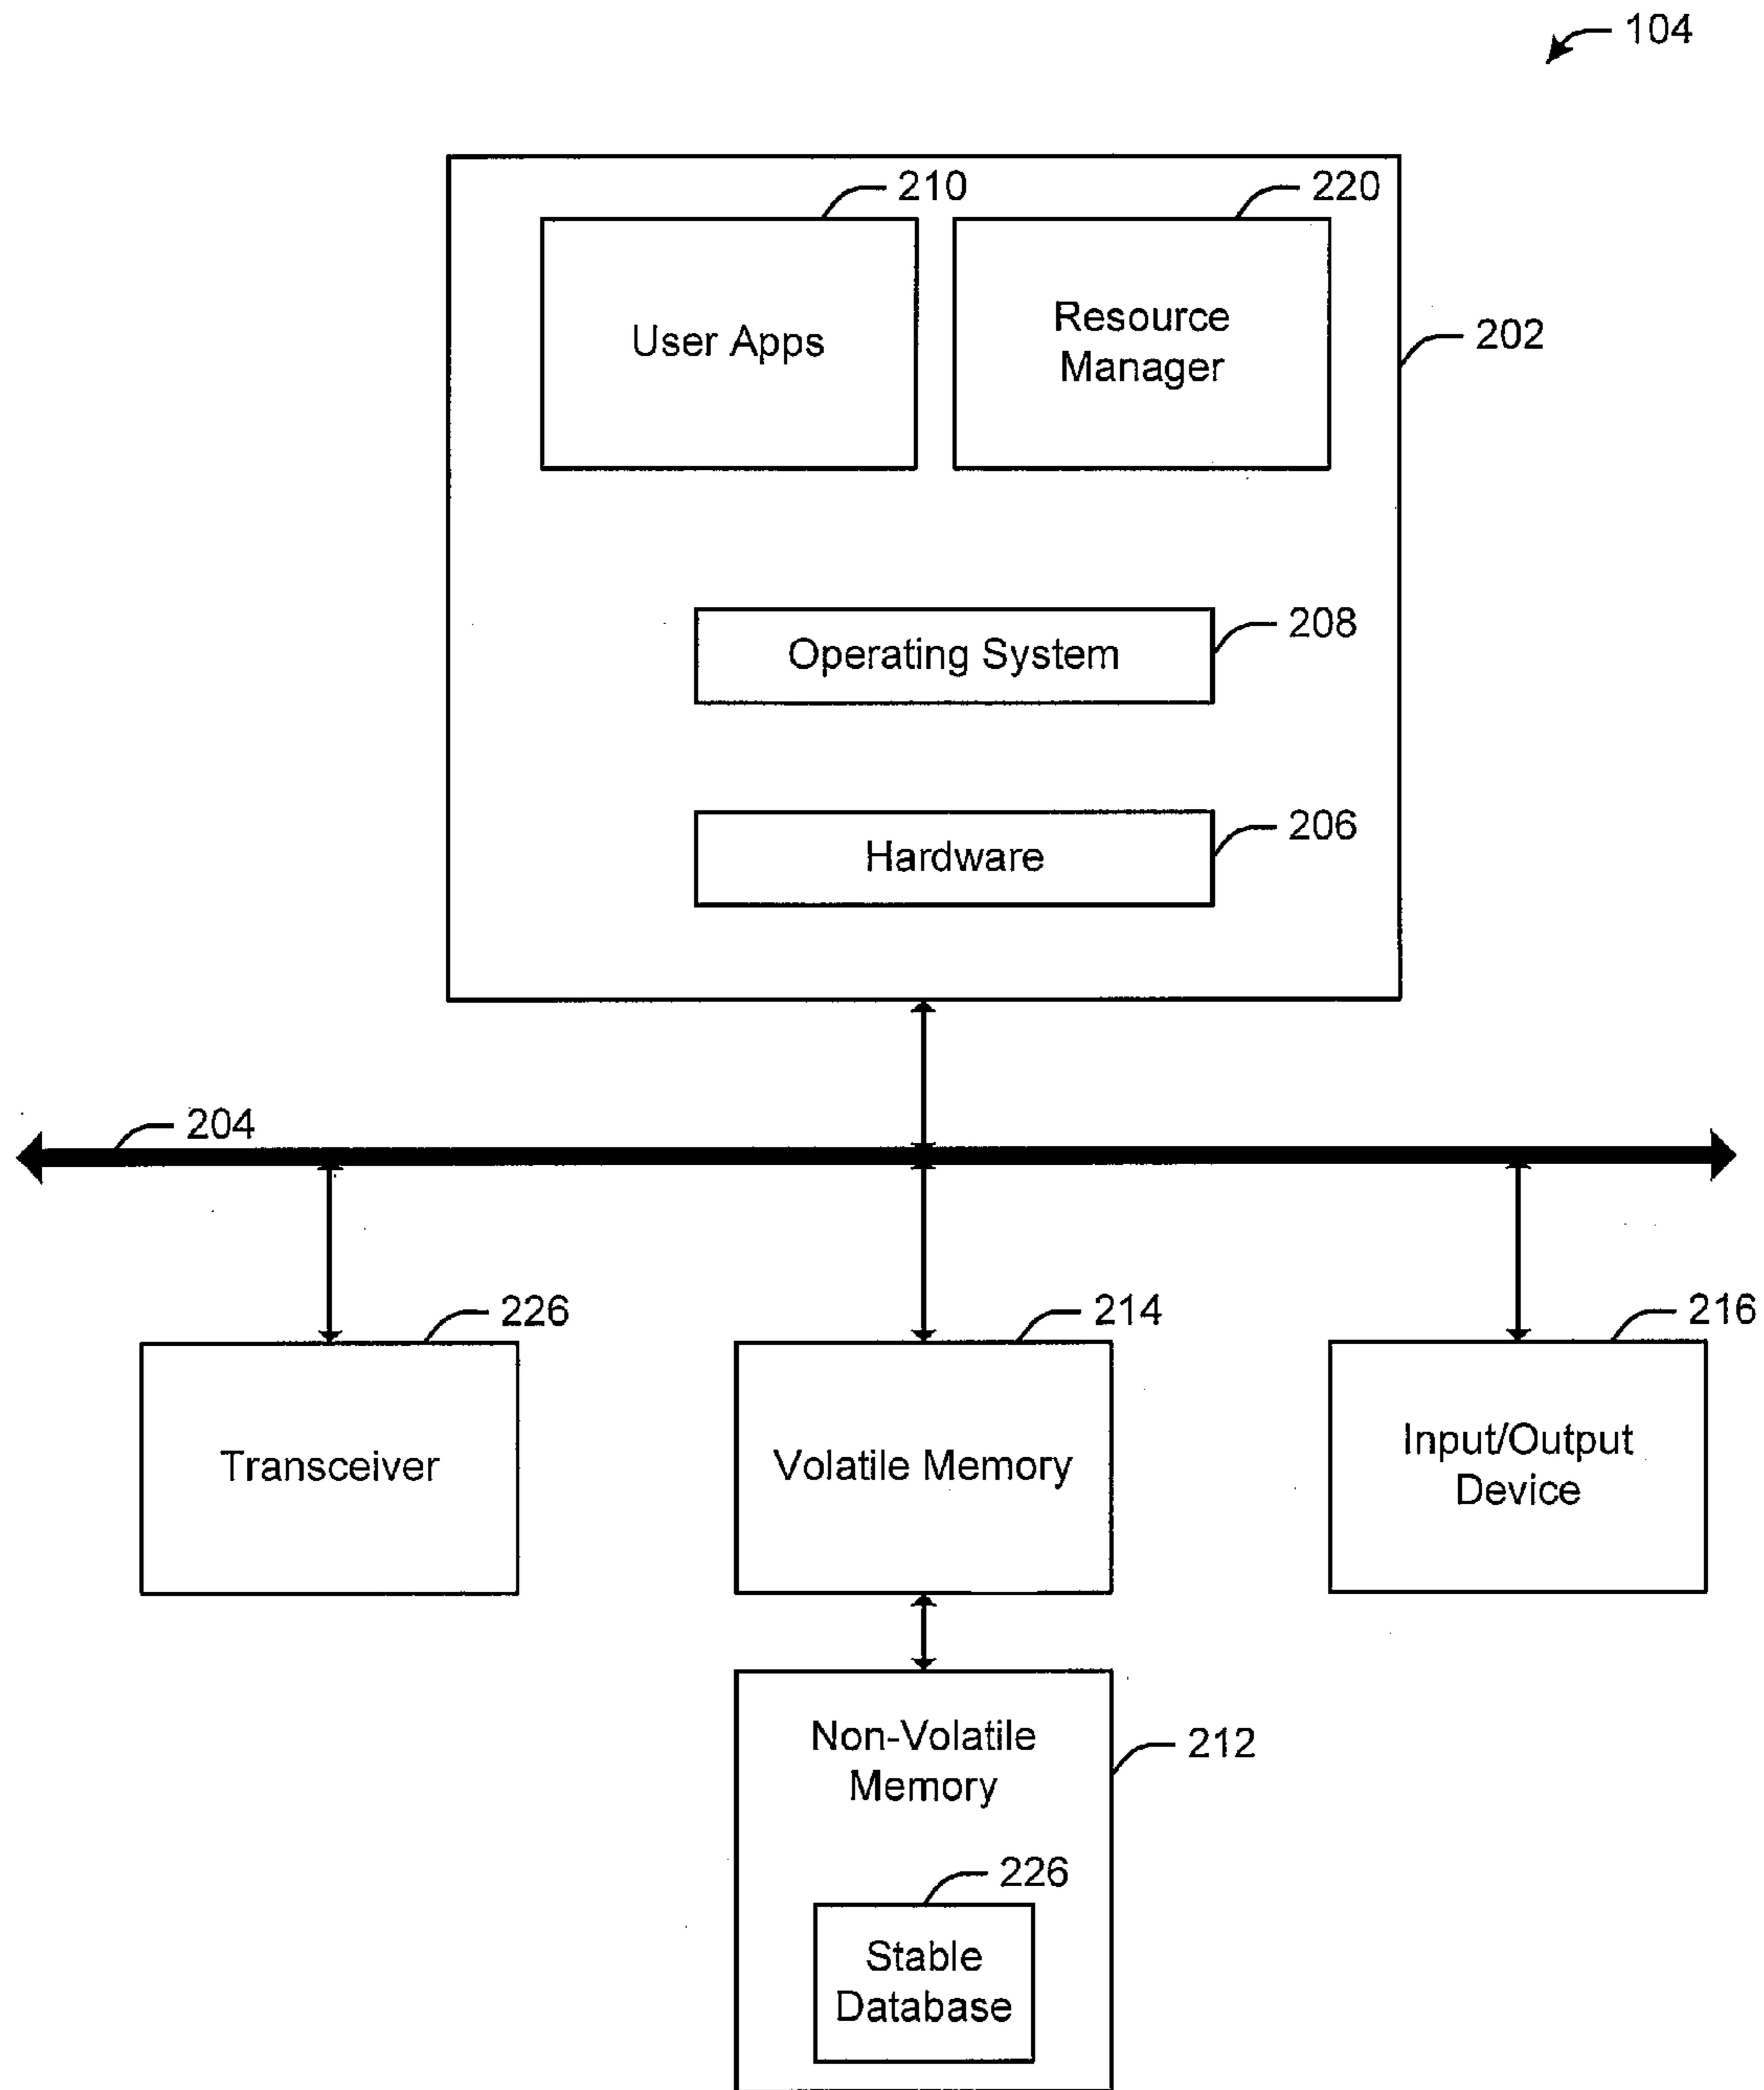 104
210
220
User Apps
Resource
Manager
202
208
Operating System
206
Hardware
204
226
214
216
Transceiver
Volatile Memory
Input/Output
Device
Non-Volatile
Memory
212
226
Stable
Database